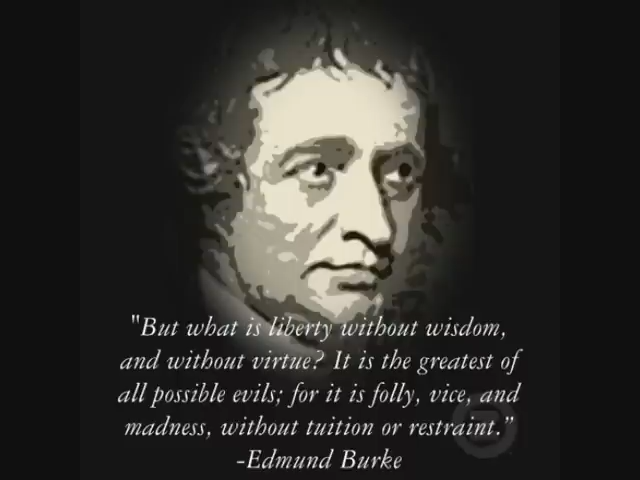 "But what is liberty without wisdom,
and without virtue? It is the greatest of
all possible evils; for it is folly, vice, and
madness, without tuition or restraint.”
-Edmund Burke